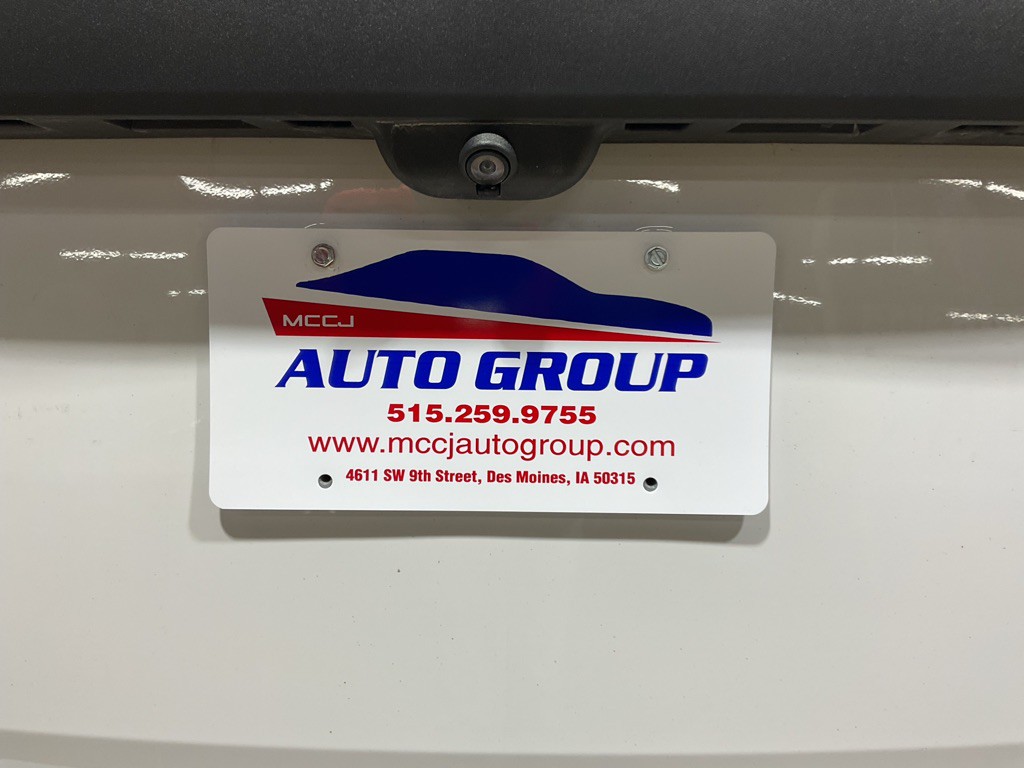 MCCJ
AUTO GROUP
515.259.9755
www.mccjautogroup.com
4611 SW 9th Street, Des Moines, IA 50315